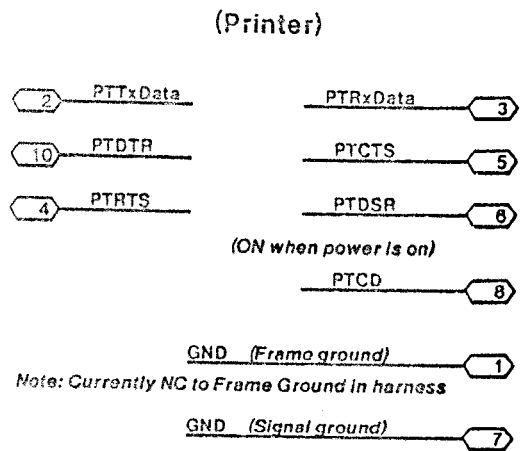 (Printer)
2 PTTxData PTRxData 3
10 PTDTR PTCTS 5
4 PTRTS PTDSR 6
(ON when power is on)
PTCD 8
GND (Frame ground) 1
Note: Currently NC to Frame Ground in harness
GND (Signal ground) 7